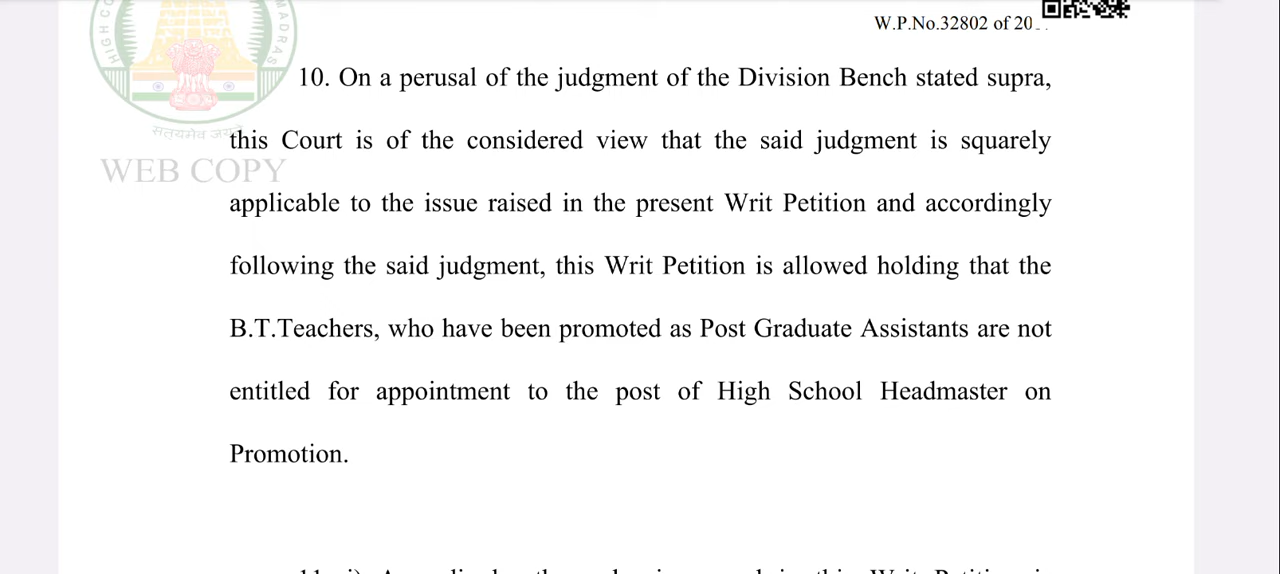 W.P.No.32802 of 20
10. On a perusal of the judgment of the Division Bench stated supra,
this Court is of the considered view that the said judgment is squarely
सत्यमेव जयते
WEB COPY
applicable to the issue raised in the present Writ Petition and accordingly
following the said judgment, this Writ Petition is allowed holding that the
B.T.Teachers, who have been promoted as Post Graduate Assistants are not
entitled for appointment to the post of High School Headmaster on
Promotion.